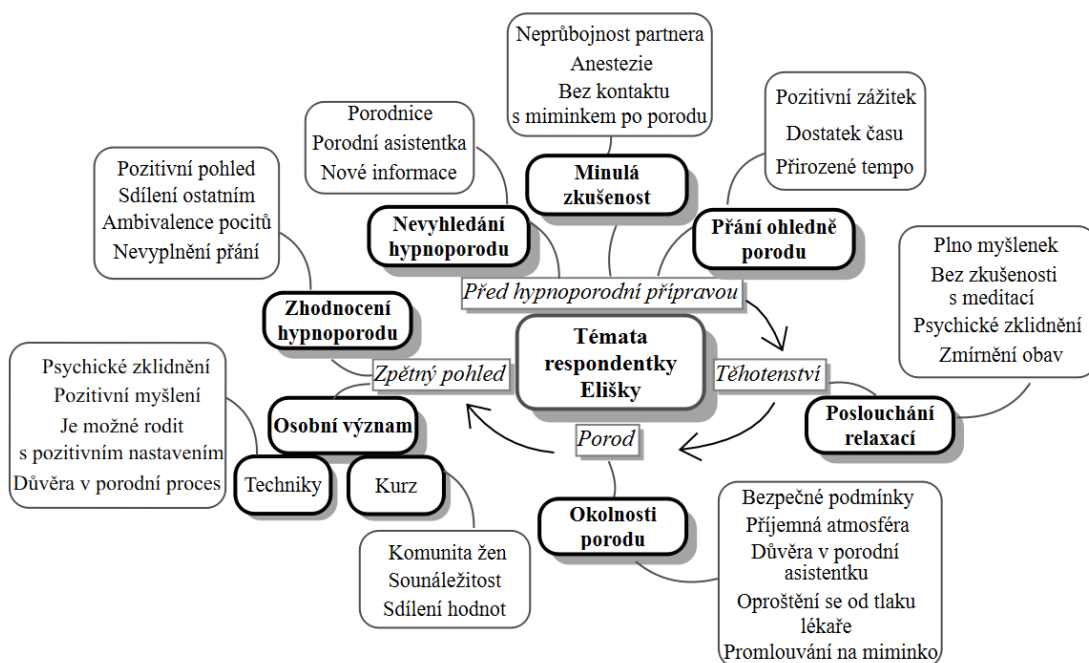 Neprůbojnost partnera
Anestezie
Bez kontaktu
s miminkem po porodu
Pozitivní zážitek
Dostatek času
Přirozené tempo
Porodnice
Porodní asistentka
Nové informace
Pozitivní pohled
Sdílení ostatním
Ambivalence pocitů
Nevyplnění přání
Minulá
zkušenost
Nevyhledání
hypnoporodu
Přání ohledně
porodu
Plno myšlenek
Bez zkušenosti
s meditací
Psychické zklidnění
Zmírnění obav
Před hypnoporodní přípravou
Zhodnocení
hypnoporodu
Témata
respondentky
Elišky
Zpětný pohled
Těhotenství
Psychické zklidnění
Pozitivní myšlení
Je možné rodit
s pozitivním nastavením
Důvěra v porodní proces
Osobní význam
Techniky
Kurz
Poslouchání
relaxací
Porod
Okolnosti
porodu
Komunita žen
Sounáležitost
Sdílení hodnot
Bezpečné podmínky
Příjemná atmosféra
Důvěra v porodní
asistentku
Oproštění se od tlaku
lékaře
Promlouvání na miminko